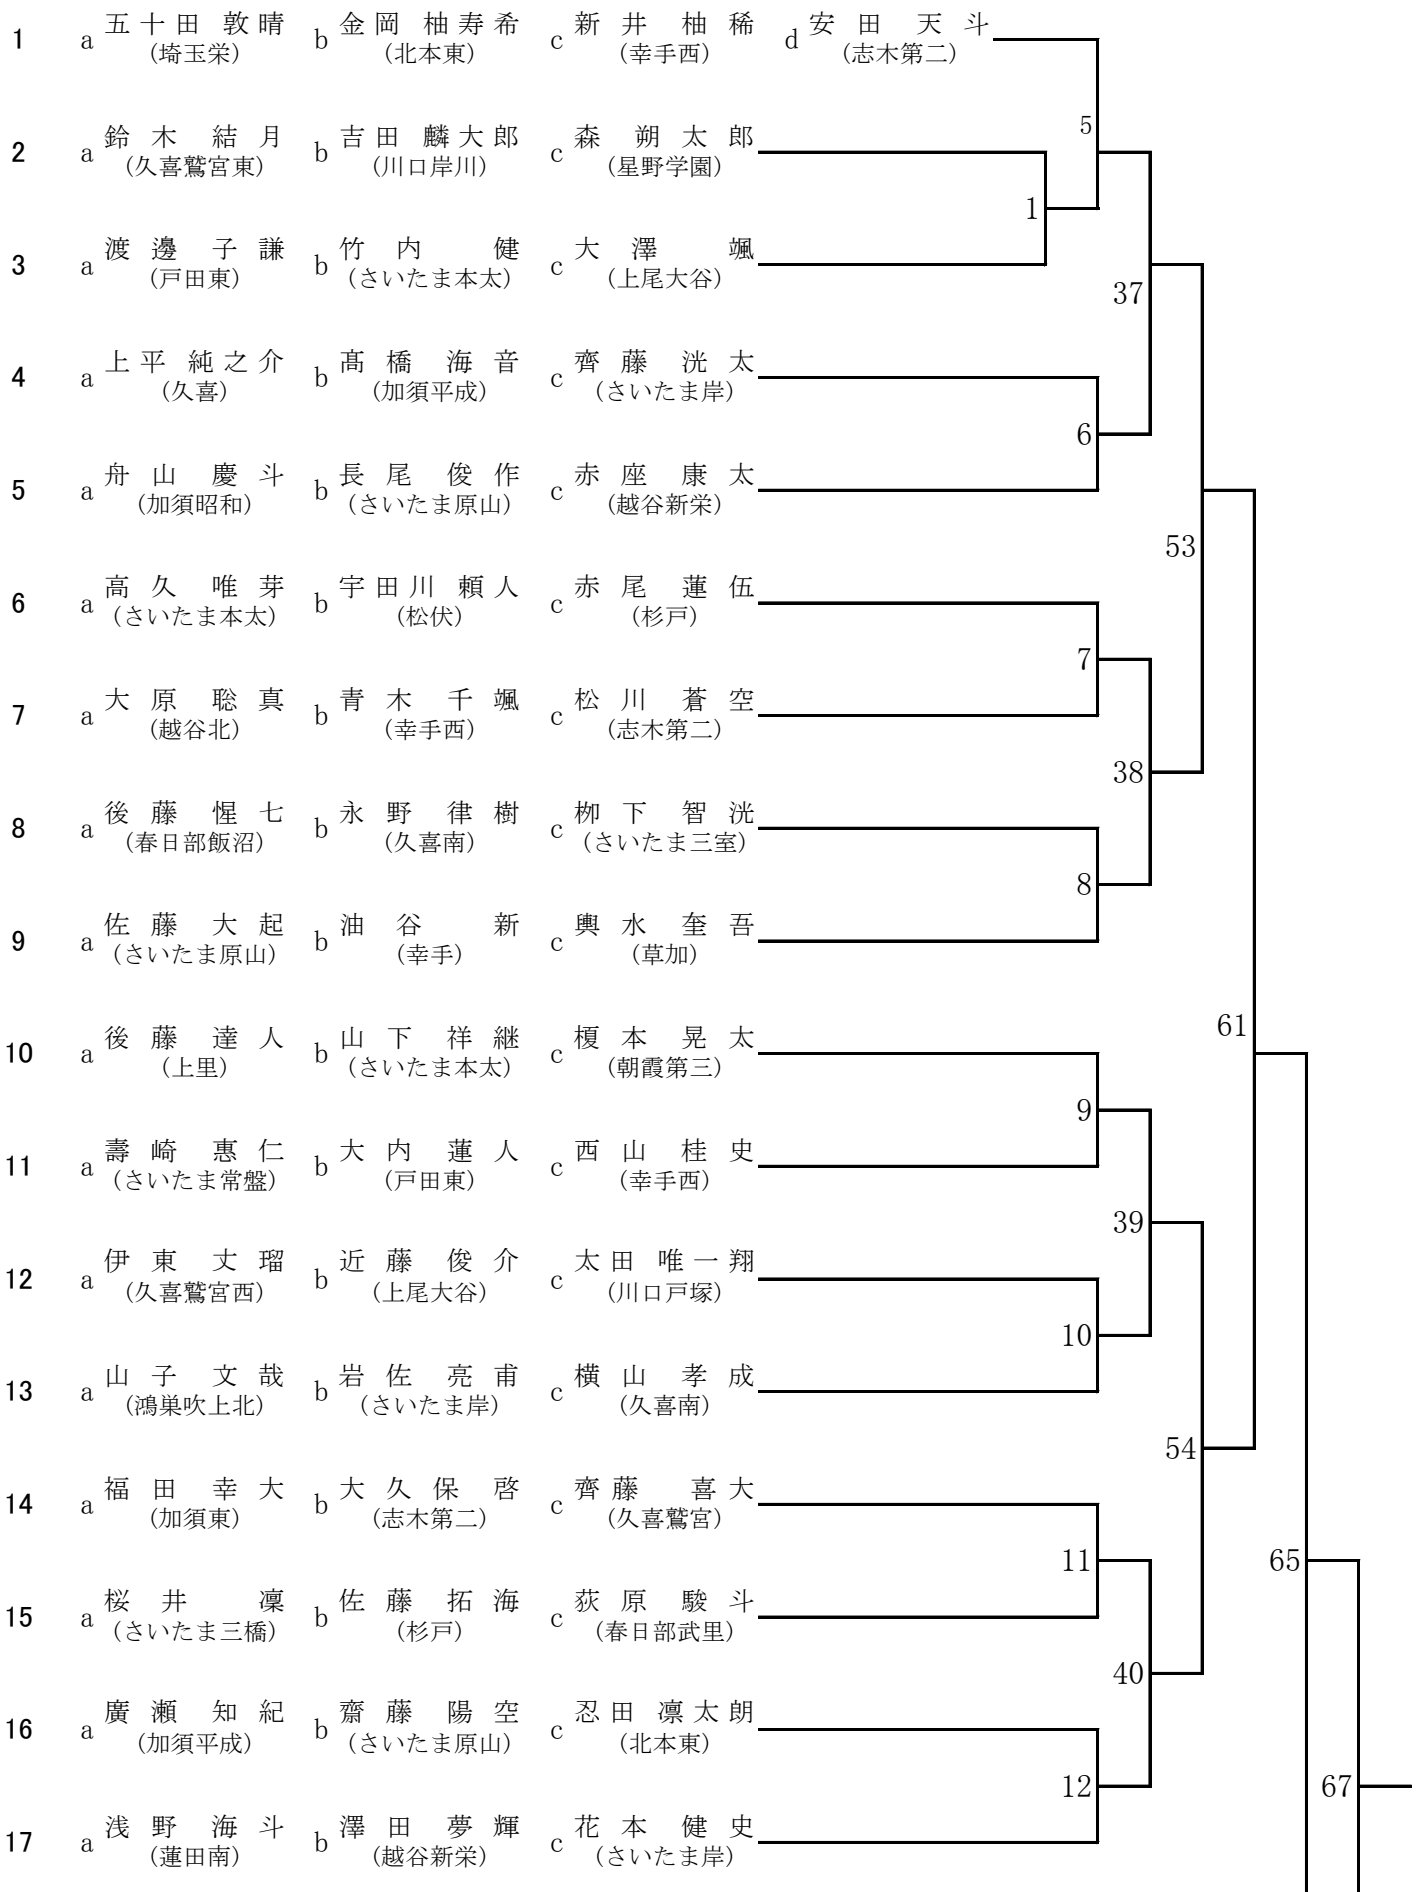 1 a 五十田 敦晴 b 金岡 柚寿希 c 新井 柚稀 d 安田 天斗
(埼玉栄) (北本東) (幸手西) (志木第二)
5
2 a 鈴木 結月 b 吉田 麟大郎 c 森 朔太郎
(久喜鷲宮東) (川口岸川) (星野学園)
1
3 a 渡邊 子謙 b 竹内 健 c 大澤 颯
(戸田東) (さいたま本太) (上尾大谷)
37
4 a 上平 純之介 b 髙橋 海音 c 齊藤 洸太
(久喜) (加須平成) (さいたま岸)
6
5 a 舟山 慶斗 b 長尾 俊作 c 赤座 康太
(加須昭和) (さいたま原山) (越谷新栄)
53
6 a 高久 唯芽 b 宇田川 頼人 c 赤尾 蓮伍
(さいたま本太) (松伏) (杉戸)
7
7 a 大原 聡真 b 青木 千颯 c 松川 蒼空
(越谷北) (幸手西) (志木第二)
38
8 a 後藤 惺七 b 永野 律樹 c 栁下 智洸
(春日部飯沼) (久喜南) (さいたま三室)
8
9 a 佐藤 大起 b 油谷 新 c 輿水 奎吾
(さいたま原山) (幸手) (草加)
61
10 a 後藤 達人 b 山下 祥継 c 榎本 晃太
(上里) (さいたま本太) (朝霞第三)
9
11 a 壽崎 惠仁 b 大内 蓮人 c 西山 桂史
(さいたま常盤) (戸田東) (幸手西)
39
12 a 伊東 丈瑠 b 近藤 俊介 c 太田 唯一翔
(久喜鷲宮西) (上尾大谷) (川口戸塚)
10
13 a 山子 文哉 b 岩佐 亮甫 c 横山 孝成
(鴻巣吹上北) (さいたま岸) (久喜南)
54
14 a 福田 幸大 b 大久保 啓 c 齊藤 喜大
(加須東) (志木第二) (久喜鷲宮)
11 65
15 a 桜井 凜 b 佐藤 拓海 c 荻原 駿斗
(さいたま三橋) (杉戸) (春日部武里)
40
16 a 廣瀬 知紀 b 齋藤 陽空 c 忍田 凛太朗
(加須平成) (さいたま原山) (北本東)
12 67
17 a 浅野 海斗 b 澤田 夢輝 c 花本 健史
(蓮田南) (越谷新栄) (さいたま岸)